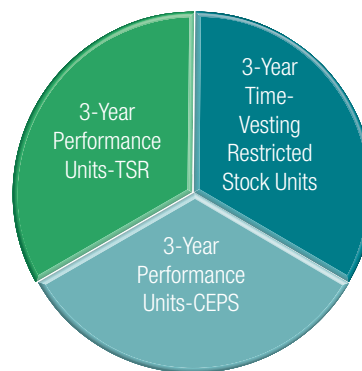 3-Year
Performance
Units-TSR
3-Year
Time-
Vesting
Restricted
Stock Units
3-Year
Performance
Units-CEPS